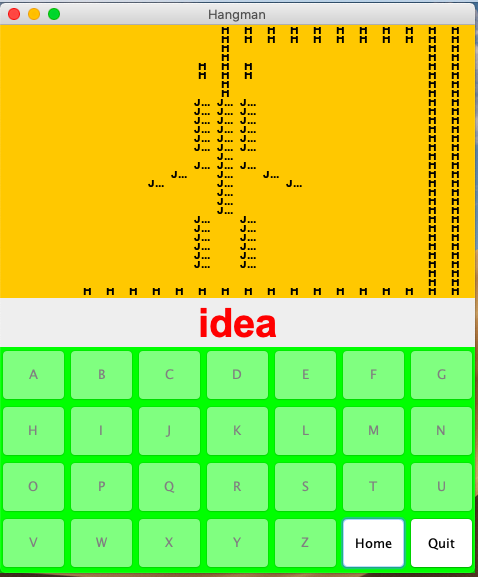 Hangman
M M M M M M M M M M M
M M M M M M M M M M M
M M M
M M M
M M M M M
M M M M M
M M M
M M M
J... J... J... M M
J... J... J... M M
J... J... J... M M
J... J... J... M M
J... J... J... M M
J... J... J... M M
J... M M
J... J... J... M M
J... J... J... M M
J... J... J... M M
J... M M
J... M M
J... M M
J... J... M M
J... J... M M
J... J... M M
J... J... M M
J... J... M M
J... J... M M
M M
M M
M M M M M M M M M M M M M M M M M
idea
A B C D E F G
H I J K L M N
O P Q R S T U
V W X Y Z Home Quit